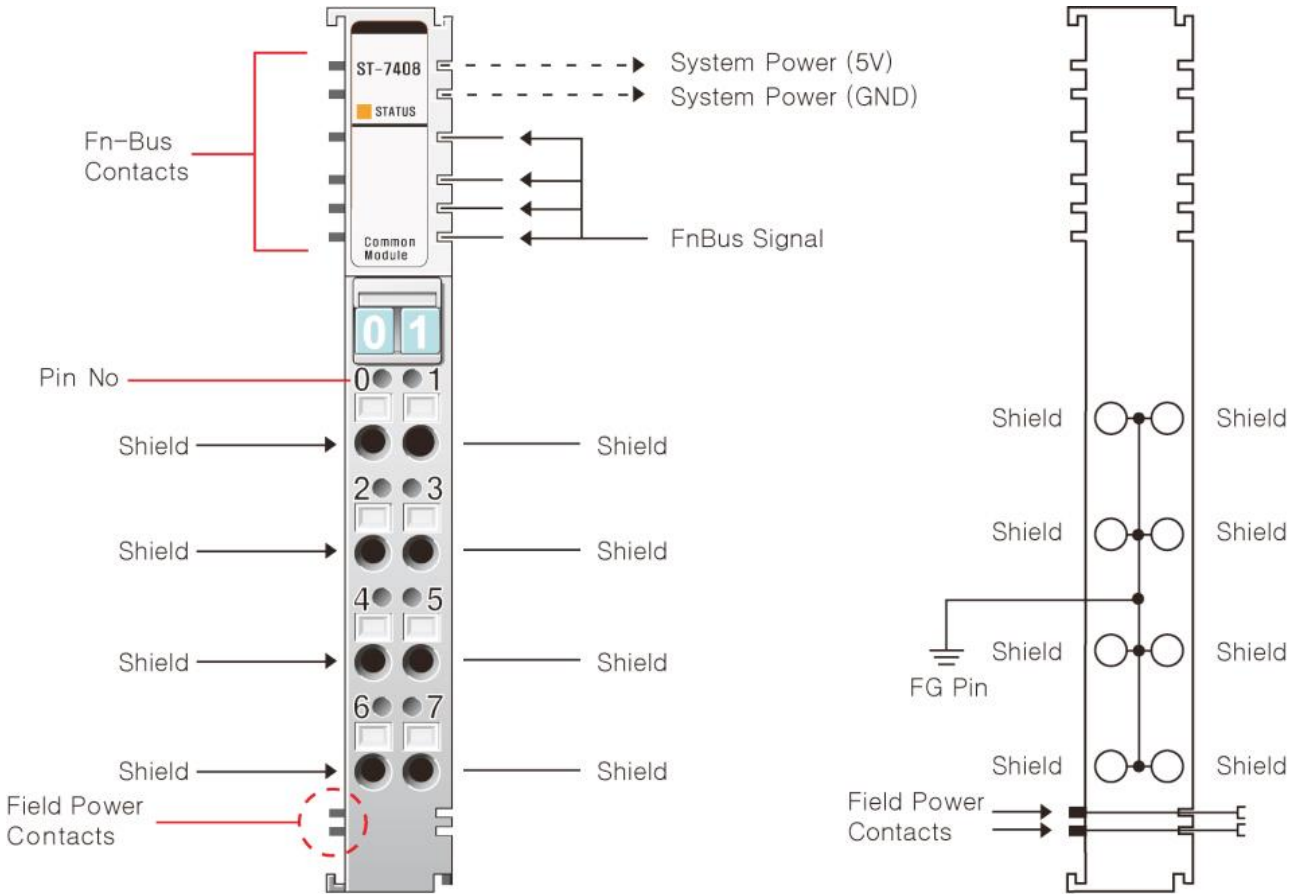 ST-7408
STATUS
System Power (5V)
System Power (GND)
Fn-Bus
Contacts
FnBus Signal
Common
Module
0 1
Pin No
0 1
Shield
Shield
2 3
Shield
Shield
4 5
Shield
Shield
6 7
Shield
Shield
Field Power
Contacts
Shield
Shield
Shield
Shield
Shield
Shield
FG Pin
Shield
Shield
Field Power
Contacts